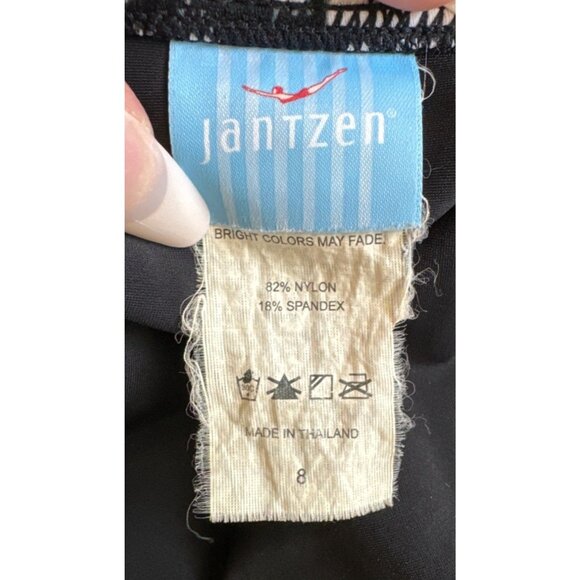 Jantzen®
BRIGHT COLORS MAY FADE.
82% NYLON
18% SPANDEX
MADE IN THAILAND
8